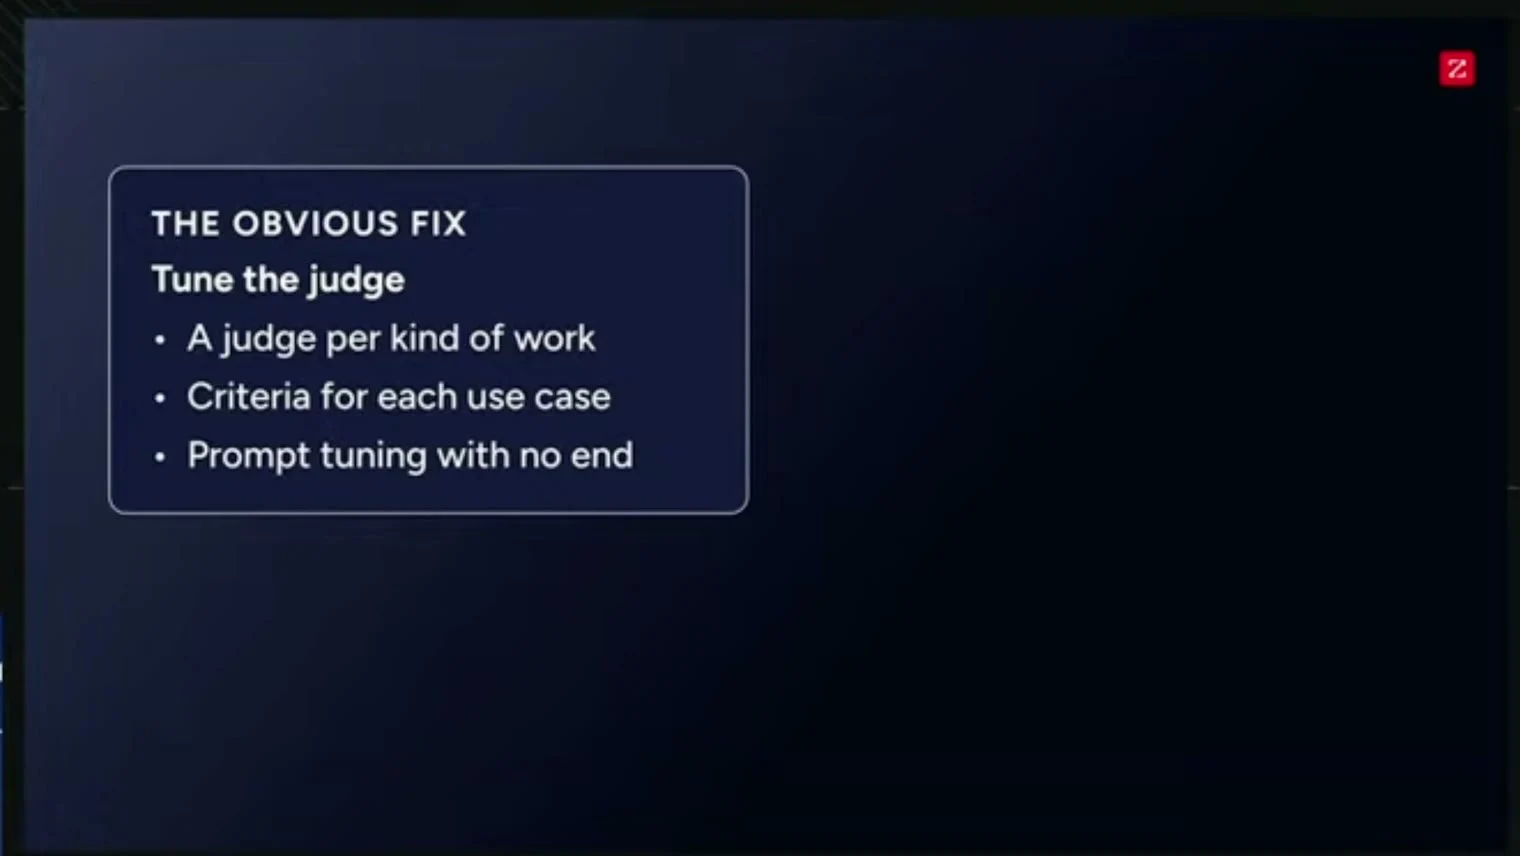 Z
THE OBVIOUS FIX
Tune the judge
• A judge per kind of work
• Criteria for each use case
• Prompt tuning with no end